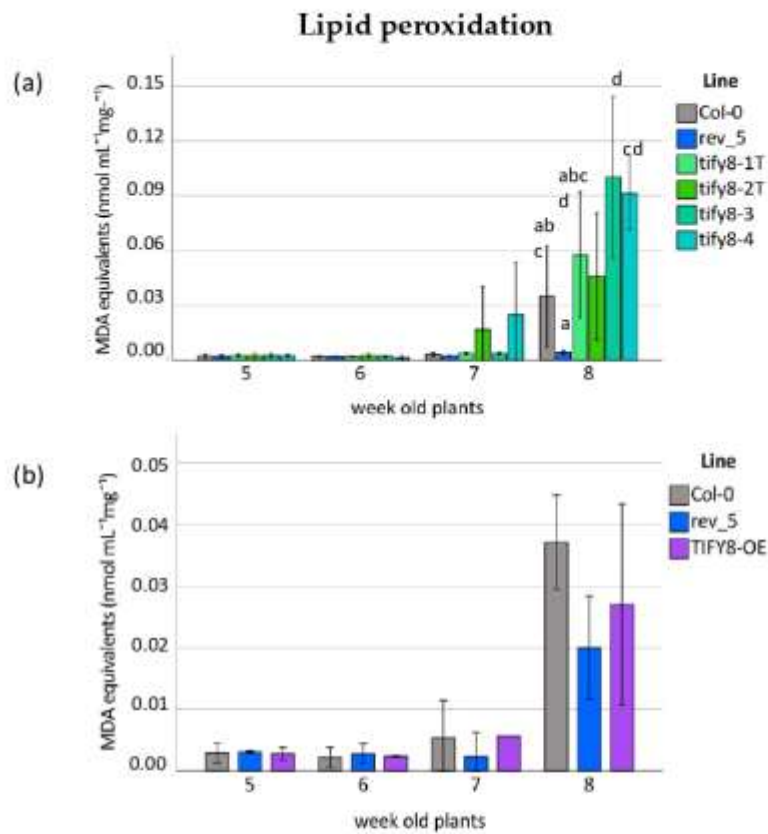 Lipid peroxidation
(a)
MDA equivalents (nmol mL⁻¹mg⁻¹)
0.15
0.12
0.09
0.06
0.03
0.00
ab
c
a
abc
d
d
cd
5 6 7 8
week old plants
Line
Col-0
rev_5
tify8-1T
tify8-2T
tify8-3
tify8-4
(b)
MDA equivalents (nmol mL⁻¹mg⁻¹)
0.05
0.04
0.03
0.02
0.01
0.00
5 6 7 8
week old plants
Line
Col-0
rev_5
TIFY8-OE